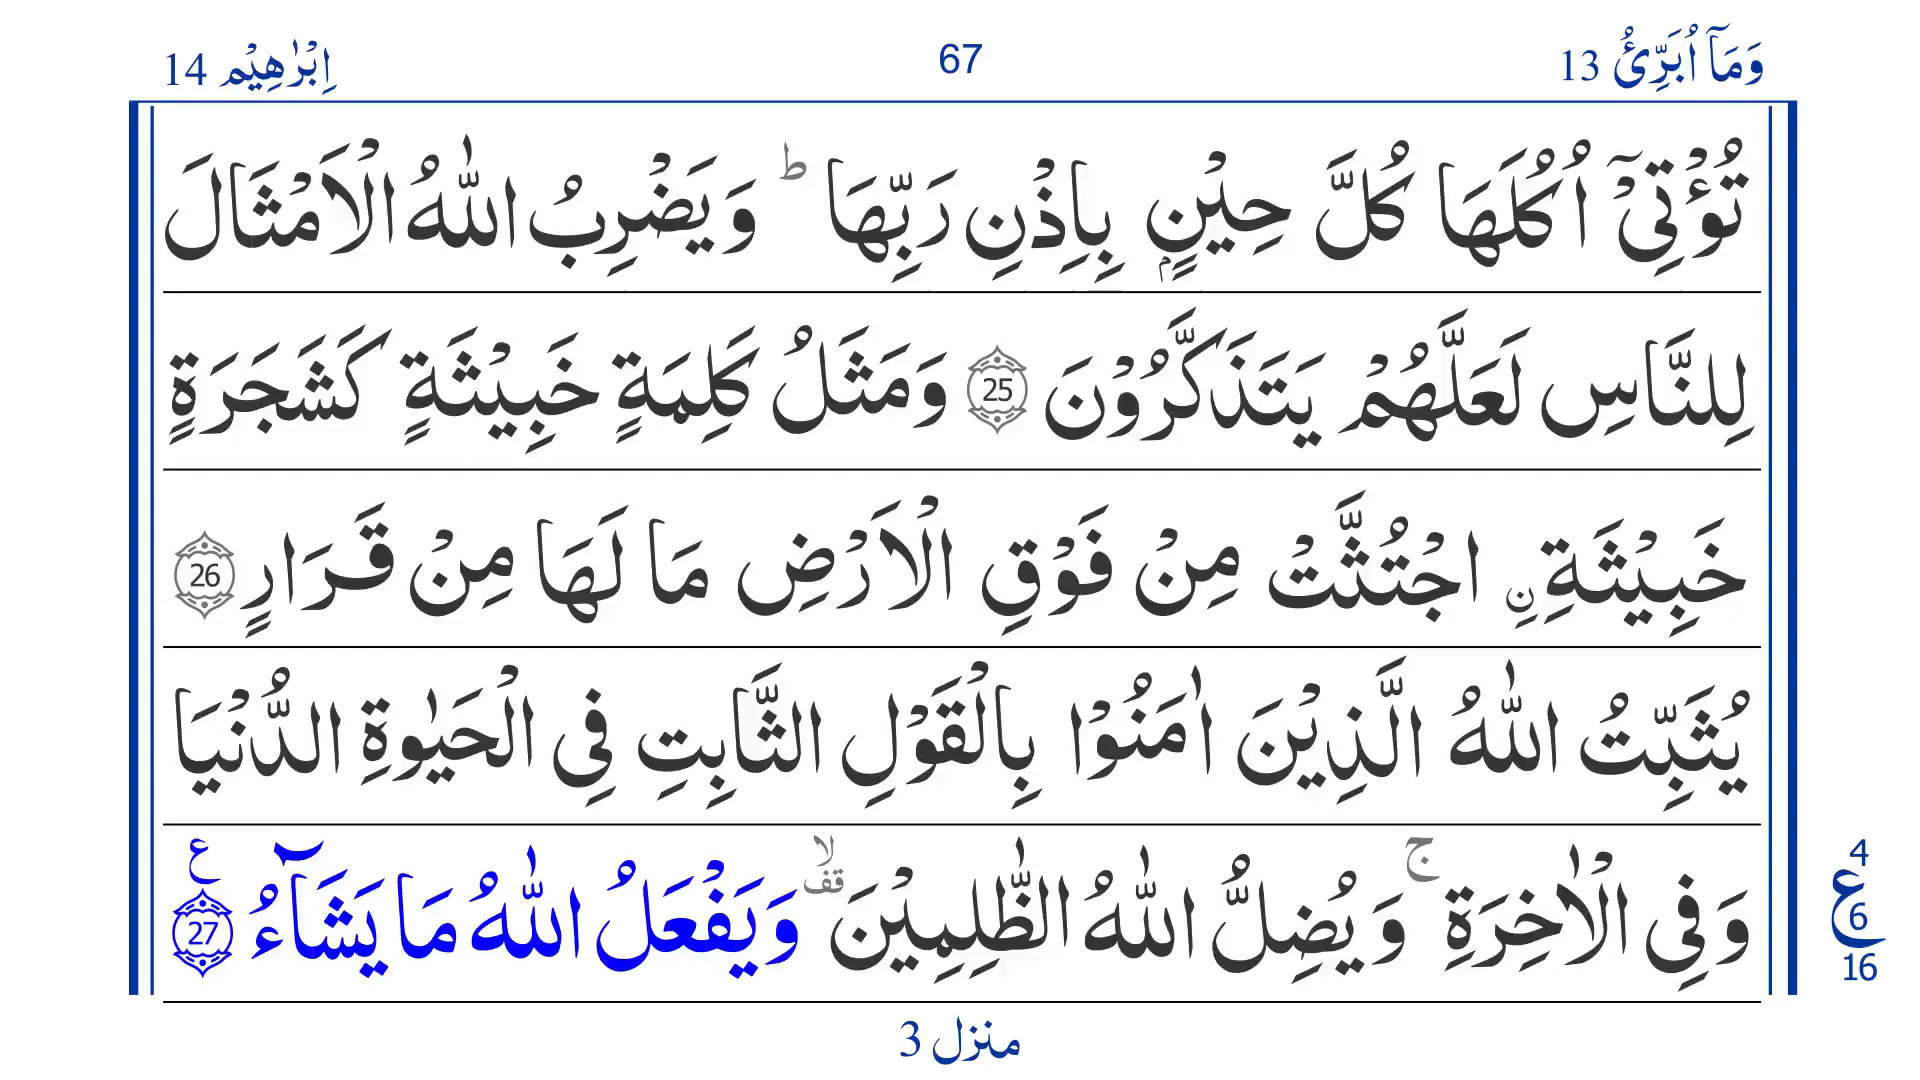 اِبْرٰهِيْم 14
67
وَمَآ اُبَرِّئُ 13
تُؤْتِيْٓ اُكُلَهَا كُلَّ حِيْنٍۢ بِاِذْنِ رَبِّهَا ؕ وَيَضْرِبُ اللّٰهُ الْاَمْثَالَ
لِلنَّاسِ لَعَلَّهُمْ يَتَذَكَّرُوْنَ 25 وَمَثَلُ كَلِمَةٍ خَبِيْثَةٍ كَشَجَرَةٍ
خَبِيْثَةِ ۨ اجْتُثَّتْ مِنْ فَوْقِ الْاَرْضِ مَا لَهَا مِنْ قَرَارٍ 26
يُثَبِّتُ اللّٰهُ الَّذِيْنَ اٰمَنُوْا بِالْقَوْلِ الثَّابِتِ فِي الْحَيٰوةِ الدُّنْيَا
وَفِي الْاٰخِرَةِ ۚ وَيُضِلُّ اللّٰهُ الظّٰلِمِيْنَ ۙ قف وَيَفْعَلُ اللّٰهُ مَا يَشَآءُ 27 ع
4
ع
6
16
منزل 3